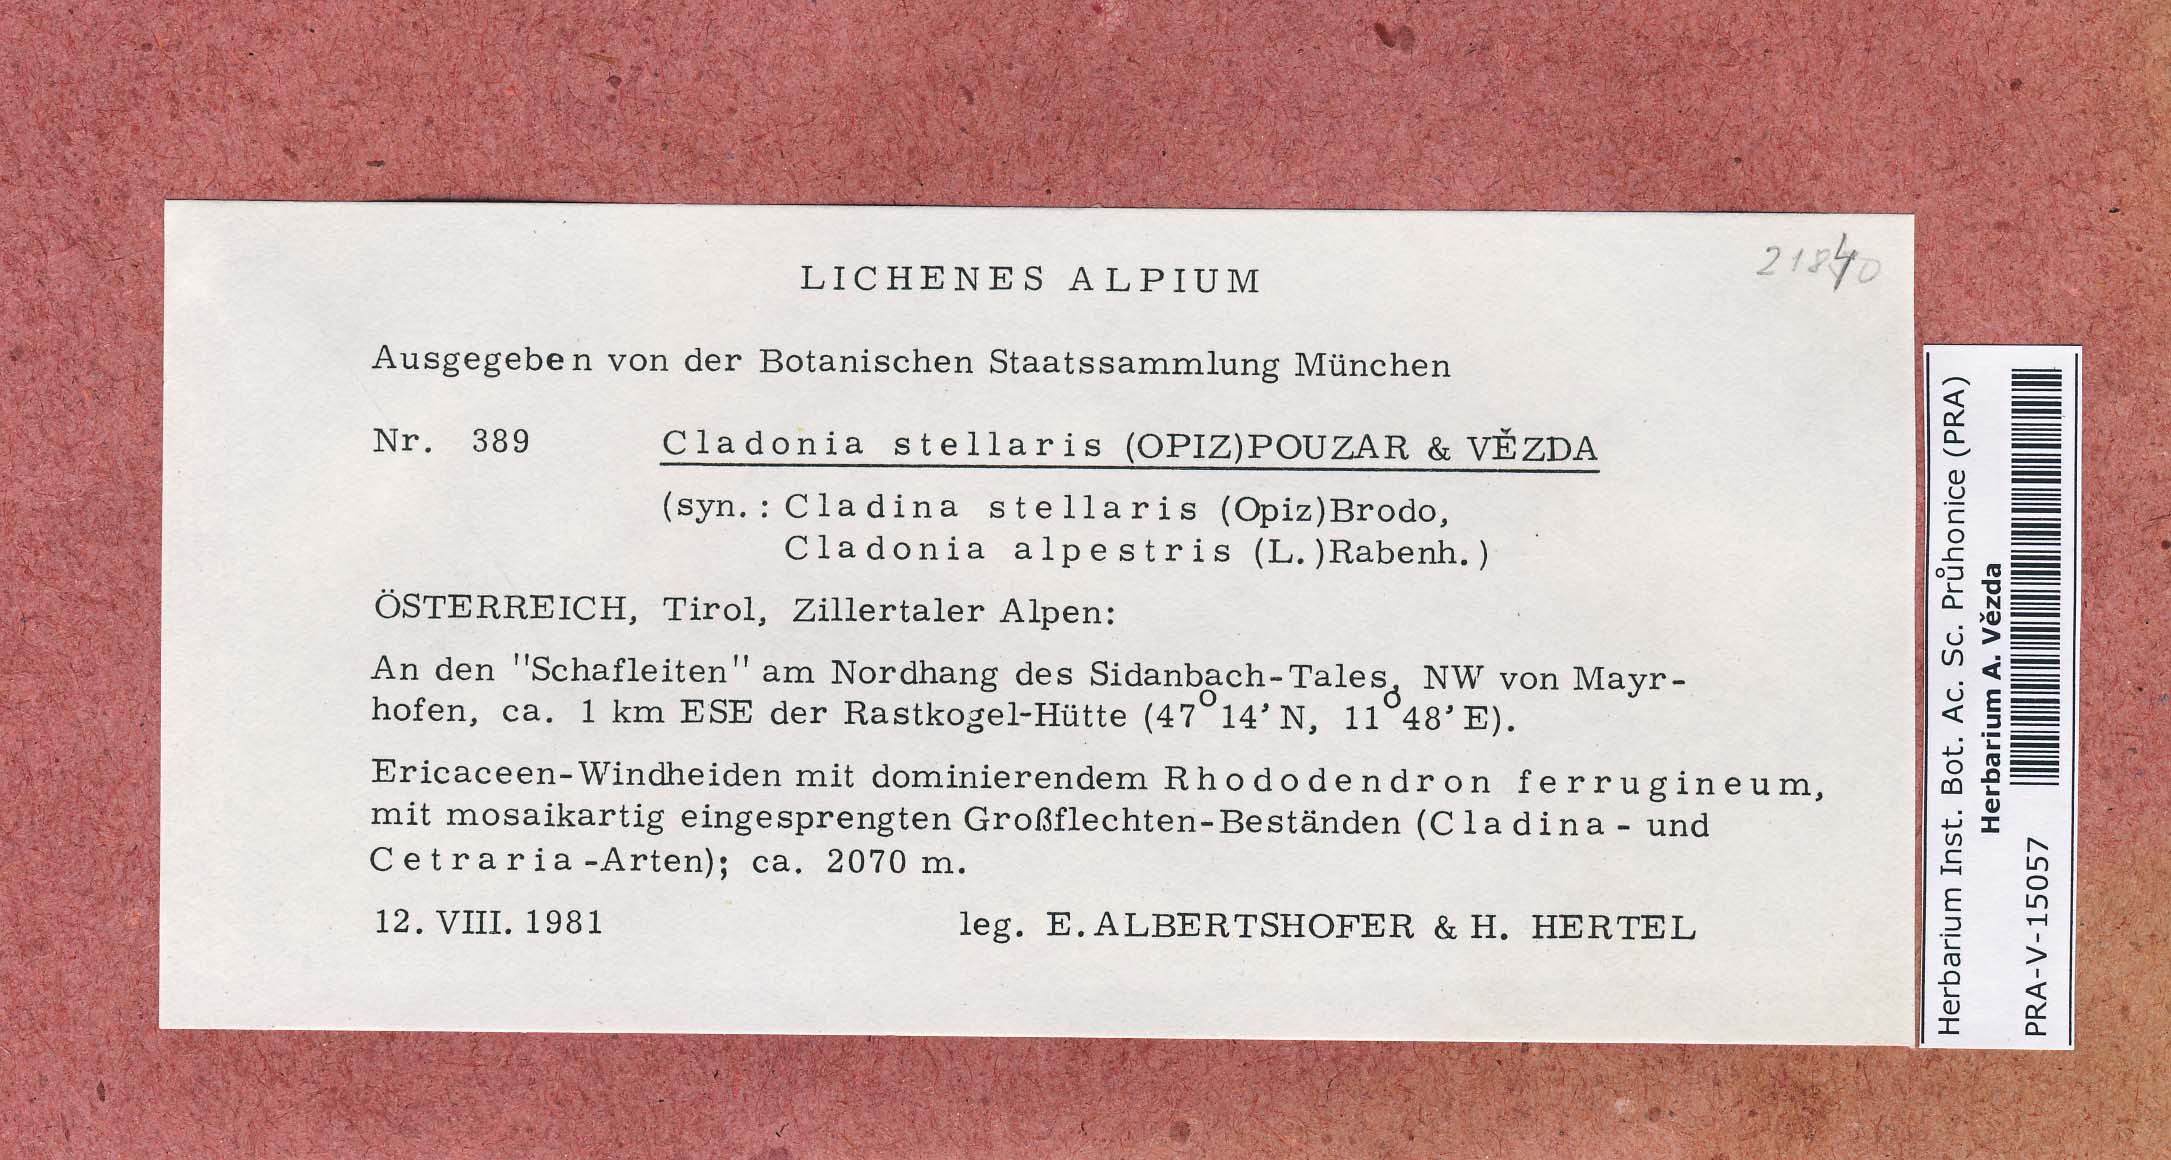 LICHENES ALPIUM
Ausgegeben von der Botanischen Staatssammlung München
Nr. 389 Cladonia stellaris (OPIZ)POUZAR & VĚZDA
(syn.: Cladina stellaris (Opiz)Brodo,
Cladonia alpestris (L.)Rabenh.)
ÖSTERREICH, Tirol, Zillertaler Alpen:
An den "Schafleiten" am Nordhang des Sidanbach-Tales, NW von Mayr-
hofen, ca. 1 km ESE der Rastkogel-Hütte (47°14' N, 11°48' E).
Ericaceen-Windheiden mit dominierendem Rhododendron ferrugineum,
mit mosaikartig eingesprengten Großflechten-Beständen (Cladina- und
Cetraria-Arten); ca. 2070 m.
12. VIII. 1981 leg. E. ALBERTSHOFER & H. HERTEL
Herbarium Inst. Bot. Ac. Sc. Průhonice (PRA)
Herbarium A. Vězda
PRA-V-15057